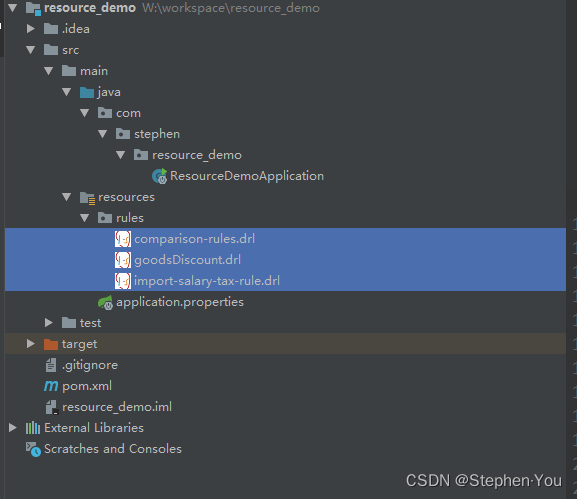 resource_demo W:\workspace\resource_demo
.idea
src
main
java
com
stephen
resource_demo
ResourceDemoApplication
resources
rules
comparison-rules.drl
goodsDiscount.drl
import-salary-tax-rule.drl
application.properties
test
target
.gitignore
pom.xml
resource_demo.iml
External Libraries
Scratches and Consoles
CSDN @Stephen·You